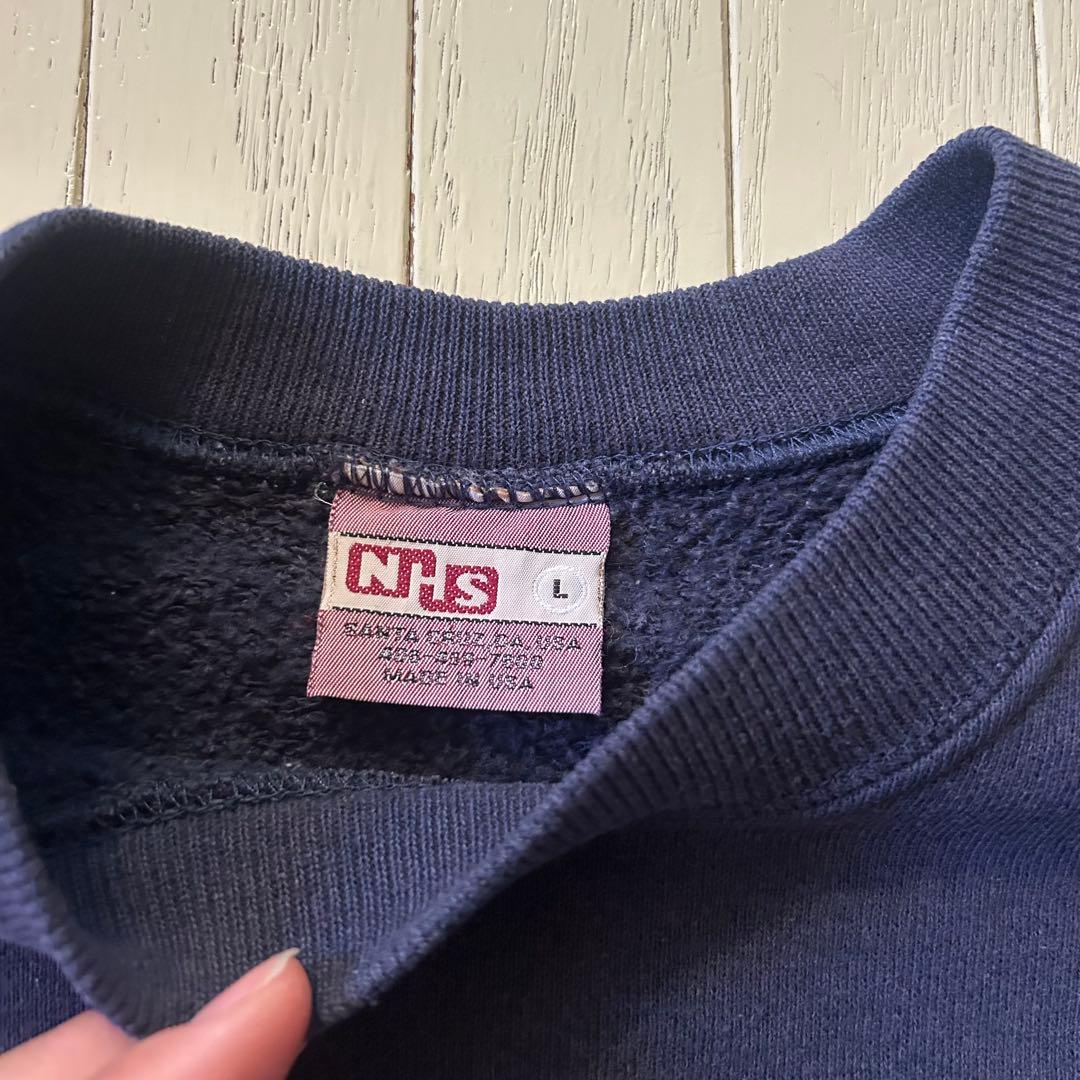 NHS L
SANTA CRUZ, CA, USA
MADE IN USA